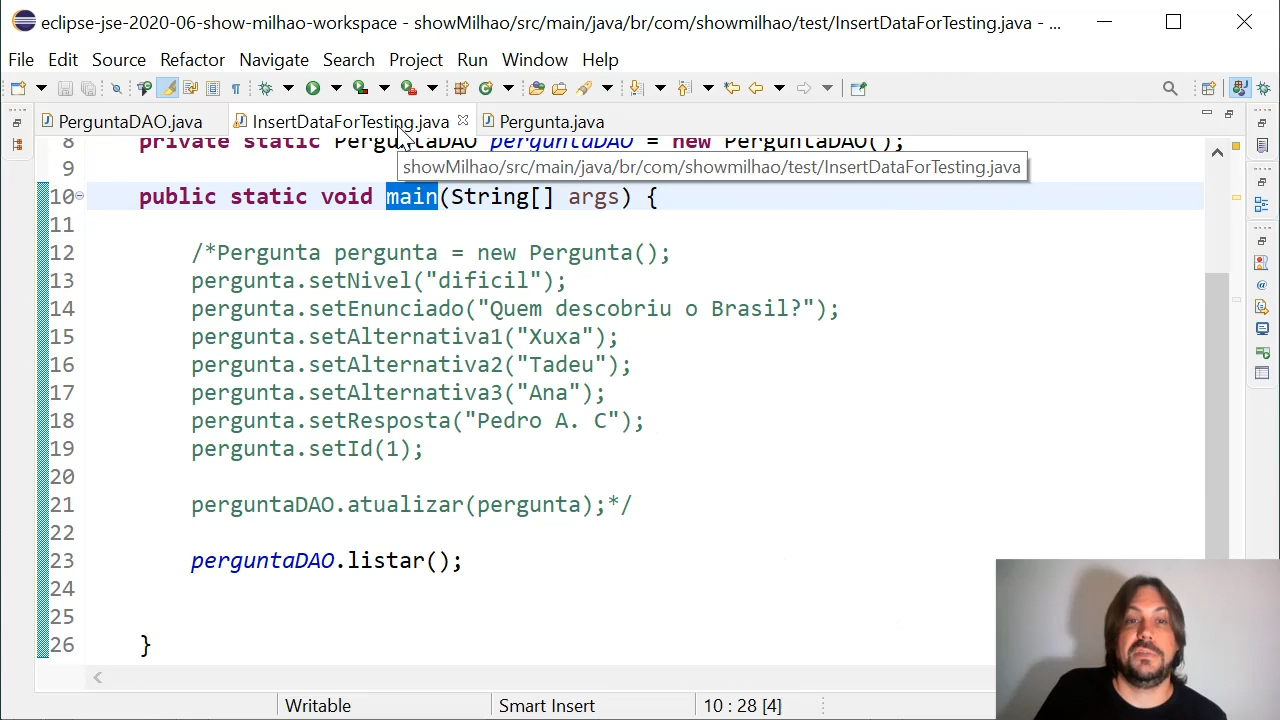 eclipse-jse-2020-06-show-milhao-workspace - showMilhao/src/main/java/br/com/showmilhao/test/InsertDataForTesting.java - ...
File Edit Source Refactor Navigate Search Project Run Window Help
PerguntaDAO.java InsertDataForTesting.java Pergunta.java
8 private static PerguntaDAO perguntaDAO = new PerguntaDAO();
showMilhao/src/main/java/br/com/showmilhao/test/InsertDataForTesting.java
9
10 public static void main(String[] args) {
11
12 /*Pergunta pergunta = new Pergunta();
13 pergunta.setNivel("dificil");
14 pergunta.setEnunciado("Quem descobriu o Brasil?");
15 pergunta.setAlternativa1("Xuxa");
16 pergunta.setAlternativa2("Tadeu");
17 pergunta.setAlternativa3("Ana");
18 pergunta.setResposta("Pedro A. C");
19 pergunta.setId(1);
20
21 perguntaDAO.atualizar(pergunta);*/
22
23 perguntaDAO.listar();
24
25
26 }
Writable Smart Insert 10 : 28 [4]